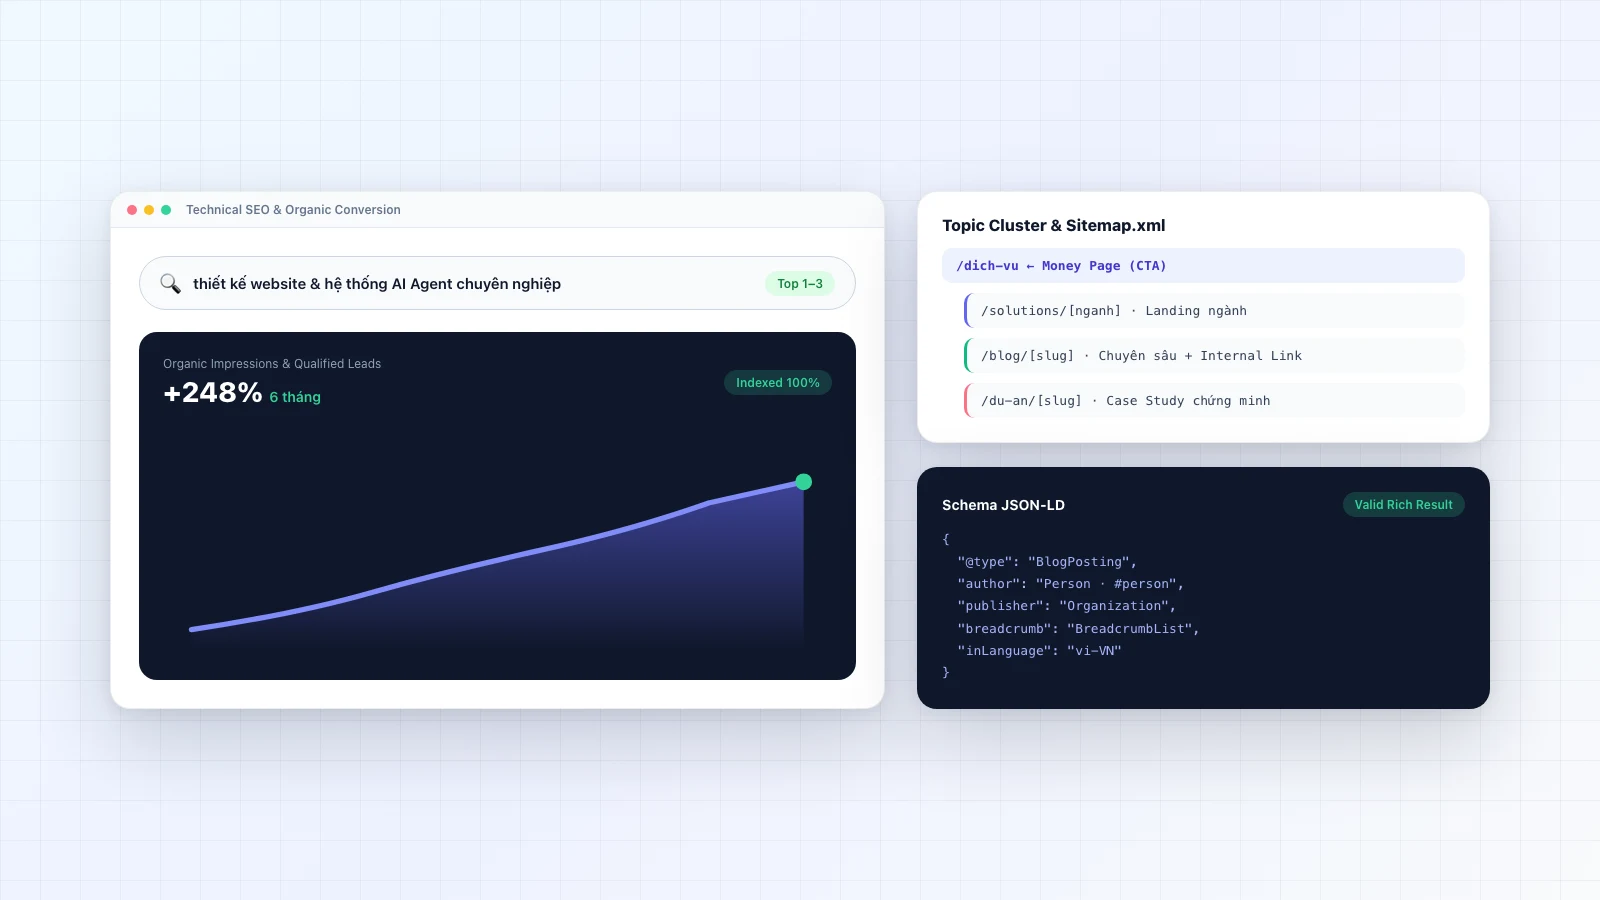 Technical SEO & Organic Conversion
thiết kế website & hệ thống AI Agent chuyên nghiệp
Top 1–3
Organic Impressions & Qualified Leads
+248% 6 tháng
Indexed 100%
Topic Cluster & Sitemap.xml
/dich-vu ← Money Page (CTA)
/solutions/[nganh] · Landing ngành
/blog/[slug] · Chuyên sâu + Internal Link
/du-an/[slug] · Case Study chứng minh
Schema JSON-LD
Valid Rich Result
{
"@type": "BlogPosting",
"author": "Person · #person",
"publisher": "Organization",
"breadcrumb": "BreadcrumbList",
"inLanguage": "vi-VN"
}